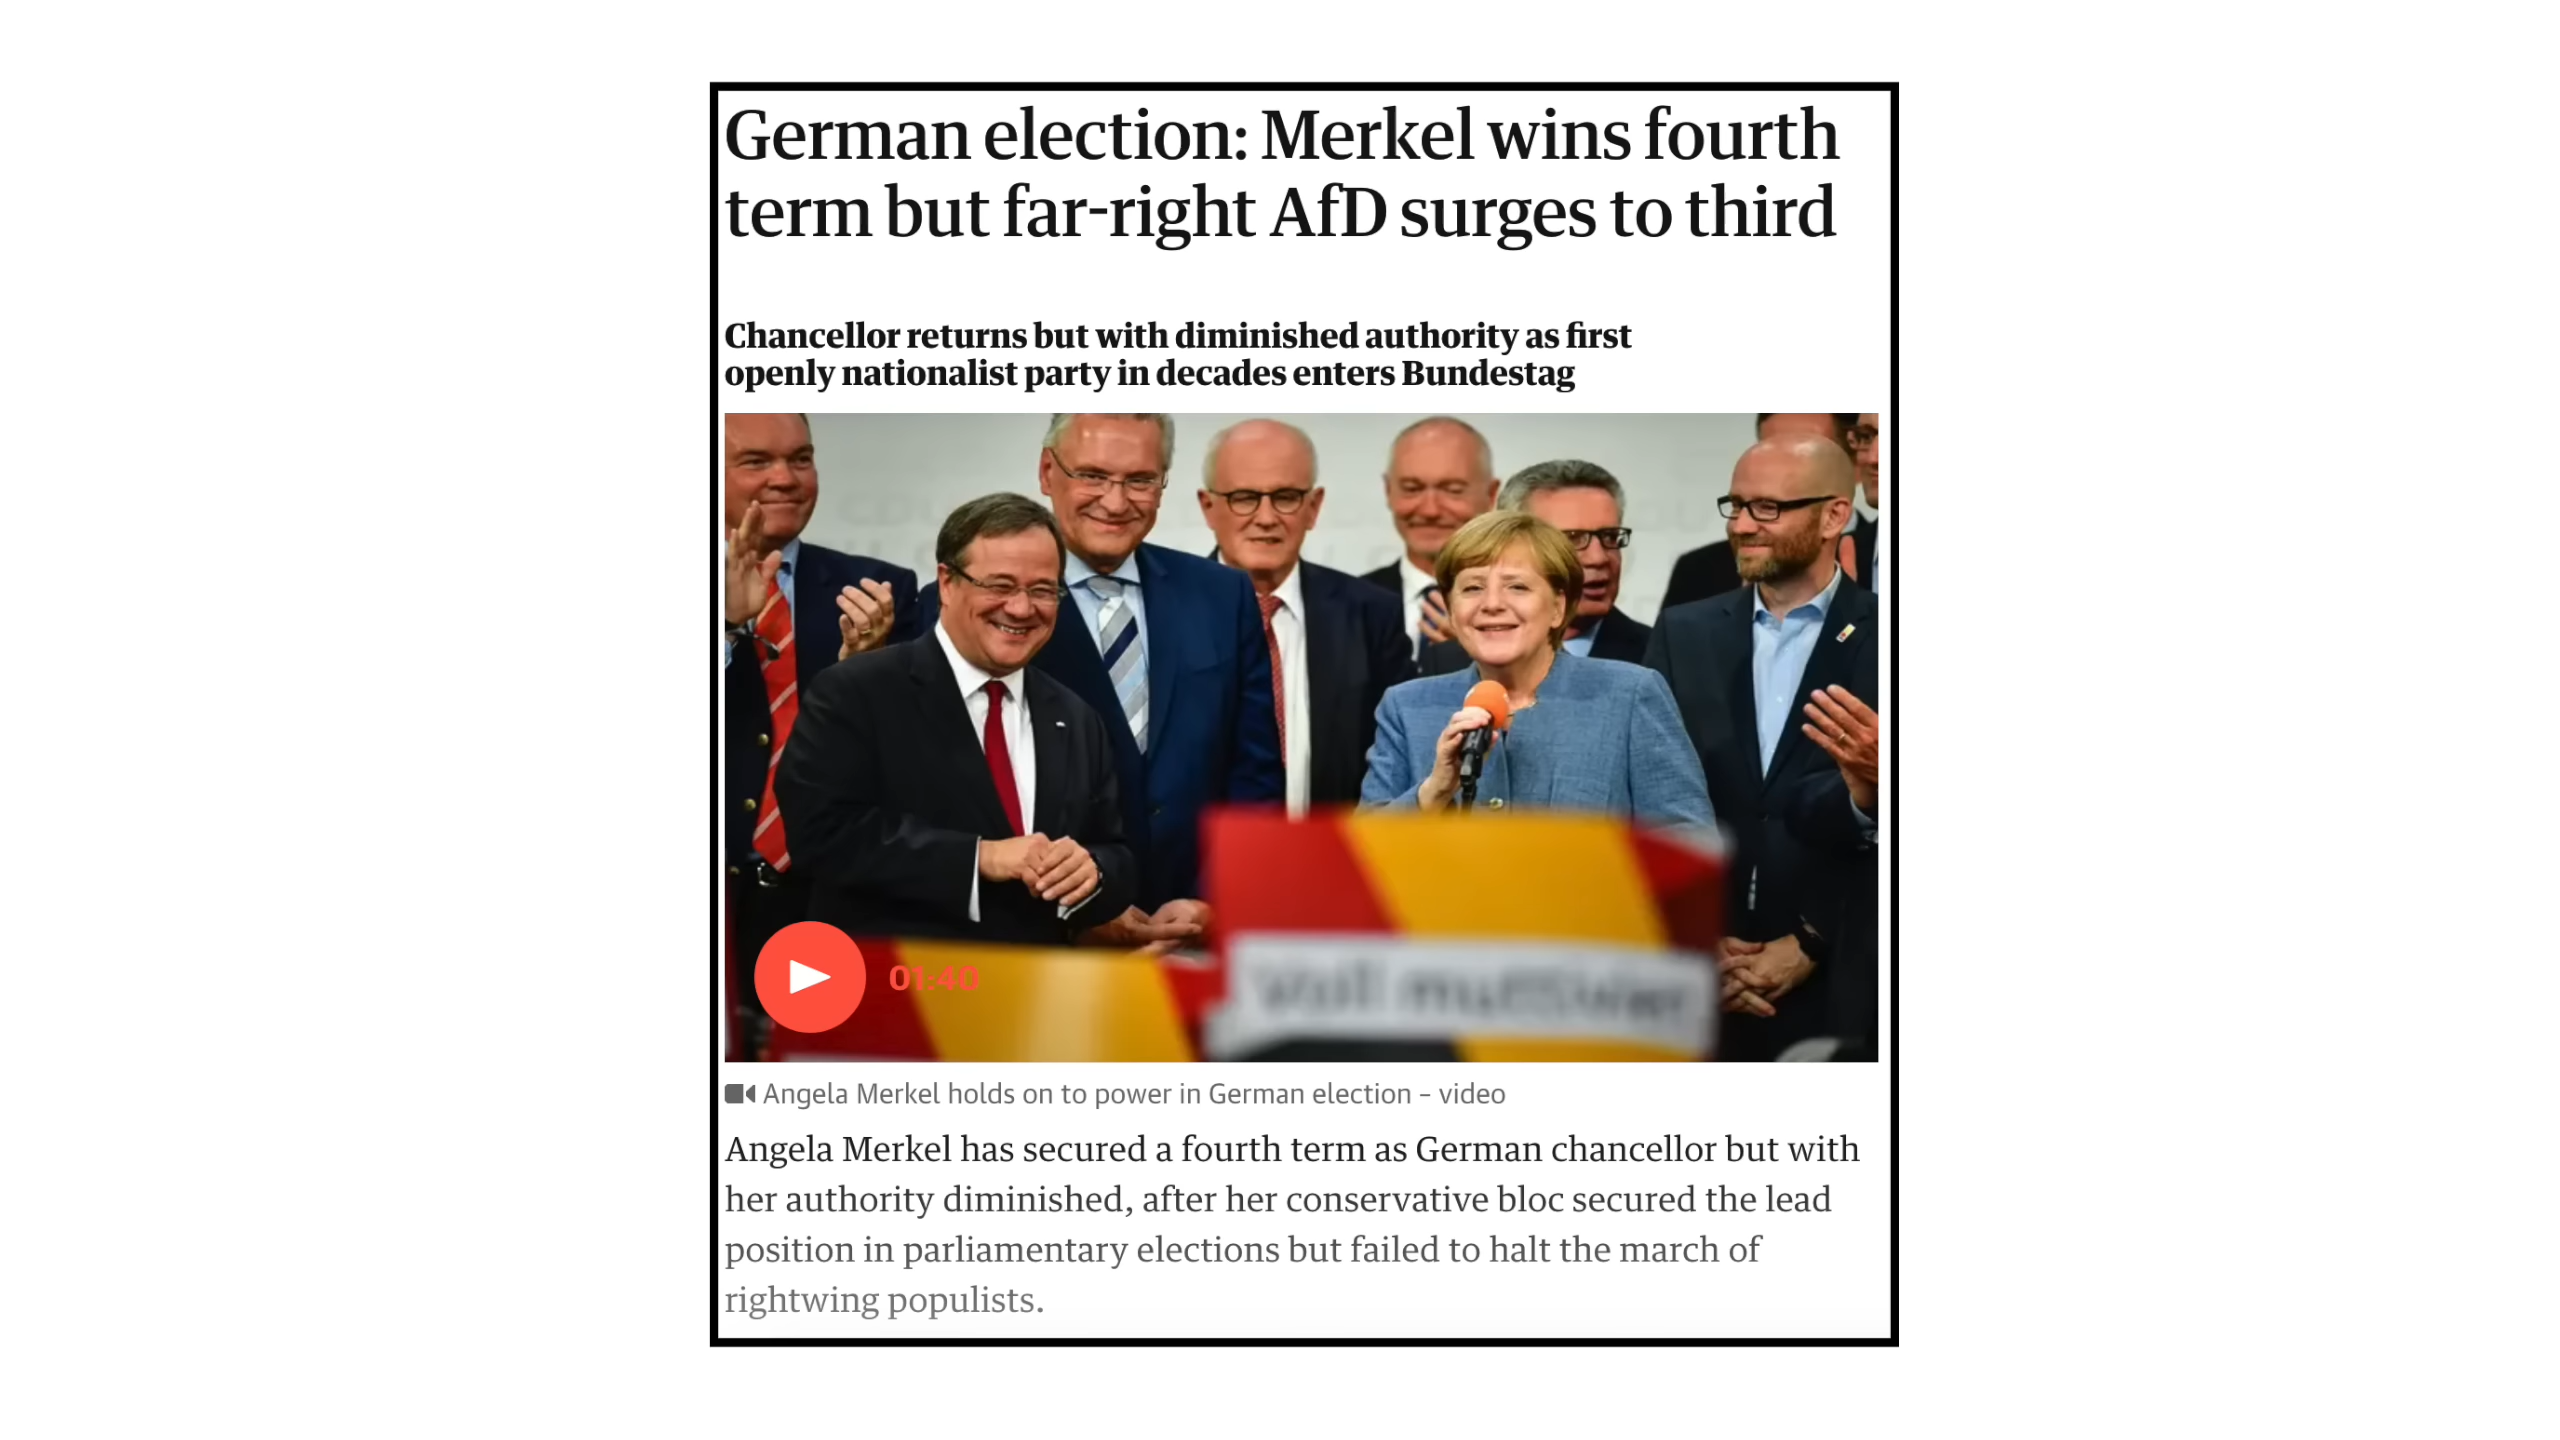 German election: Merkel wins fourth
term but far-right AfD surges to third
Chancellor returns but with diminished authority as first
openly nationalist party in decades enters Bundestag
01:40
Angela Merkel holds on to power in German election – video
Angela Merkel has secured a fourth term as German chancellor but with
her authority diminished, after her conservative bloc secured the lead
position in parliamentary elections but failed to halt the march of
rightwing populists.